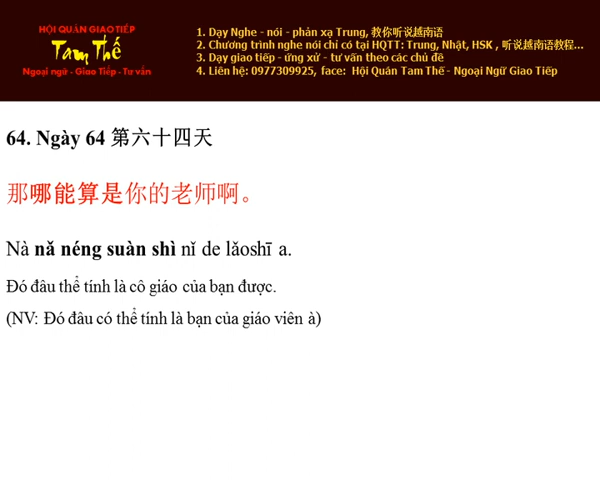 HỘI QUÁN GIAO TIẾP
Tam Thế
Ngoại ngữ - Giao Tiếp - Tư vấn
1. Dạy Nghe - nói - phản xạ Trung, 教你听说越南语
2. Chương trình nghe nói chỉ có tại HQTT: Trung, Nhật, HSK , 听说越南语教程...
3. Dạy giao tiếp - ứng xử - tư vấn theo các chủ đề
4. Liên hệ: 0977309925, face: Hội Quán Tam Thế - Ngoại Ngữ Giao Tiếp
64. Ngày 64 第六十四天
那哪能算是你的老师啊。
Nà nǎ néng suàn shì nǐ de lǎoshī a.
Đó đâu thể tính là cô giáo của bạn được.
(NV: Đó đâu có thể tính là bạn của giáo viên à)